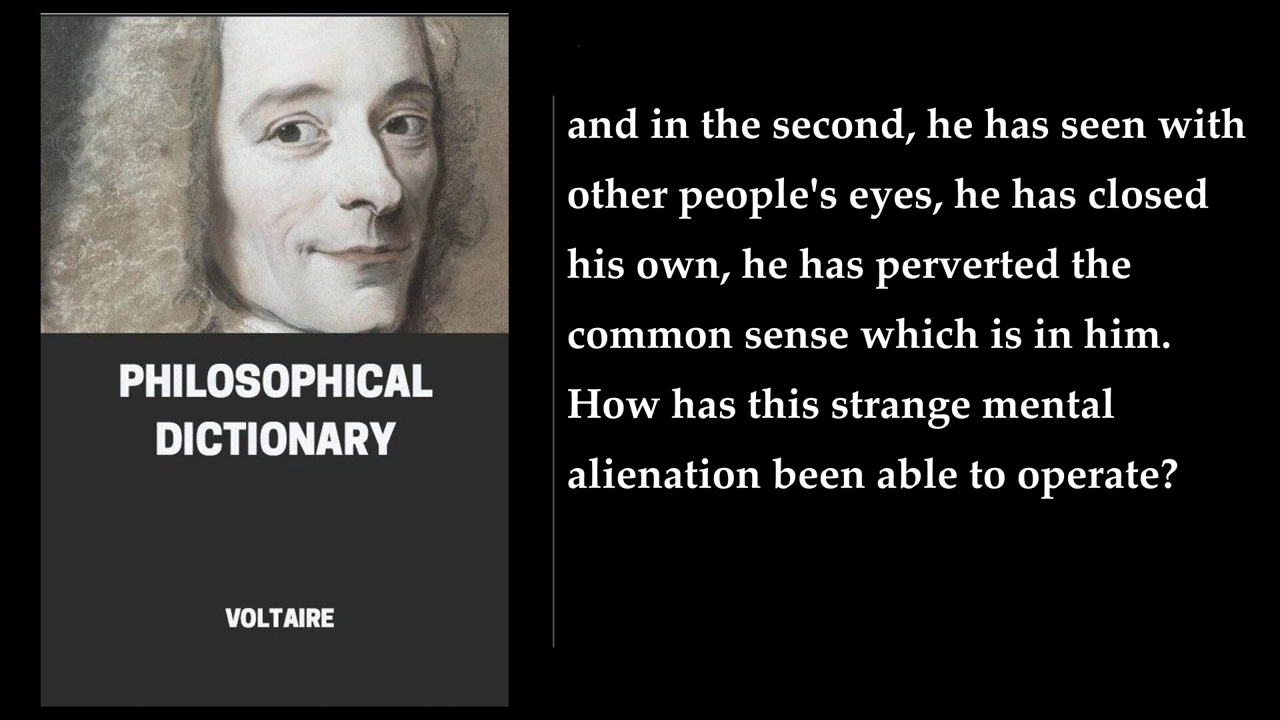 PHILOSOPHICAL
DICTIONARY
VOLTAIRE
and in the second, he has seen with
other people's eyes, he has closed
his own, he has perverted the
common sense which is in him.
How has this strange mental
alienation been able to operate?